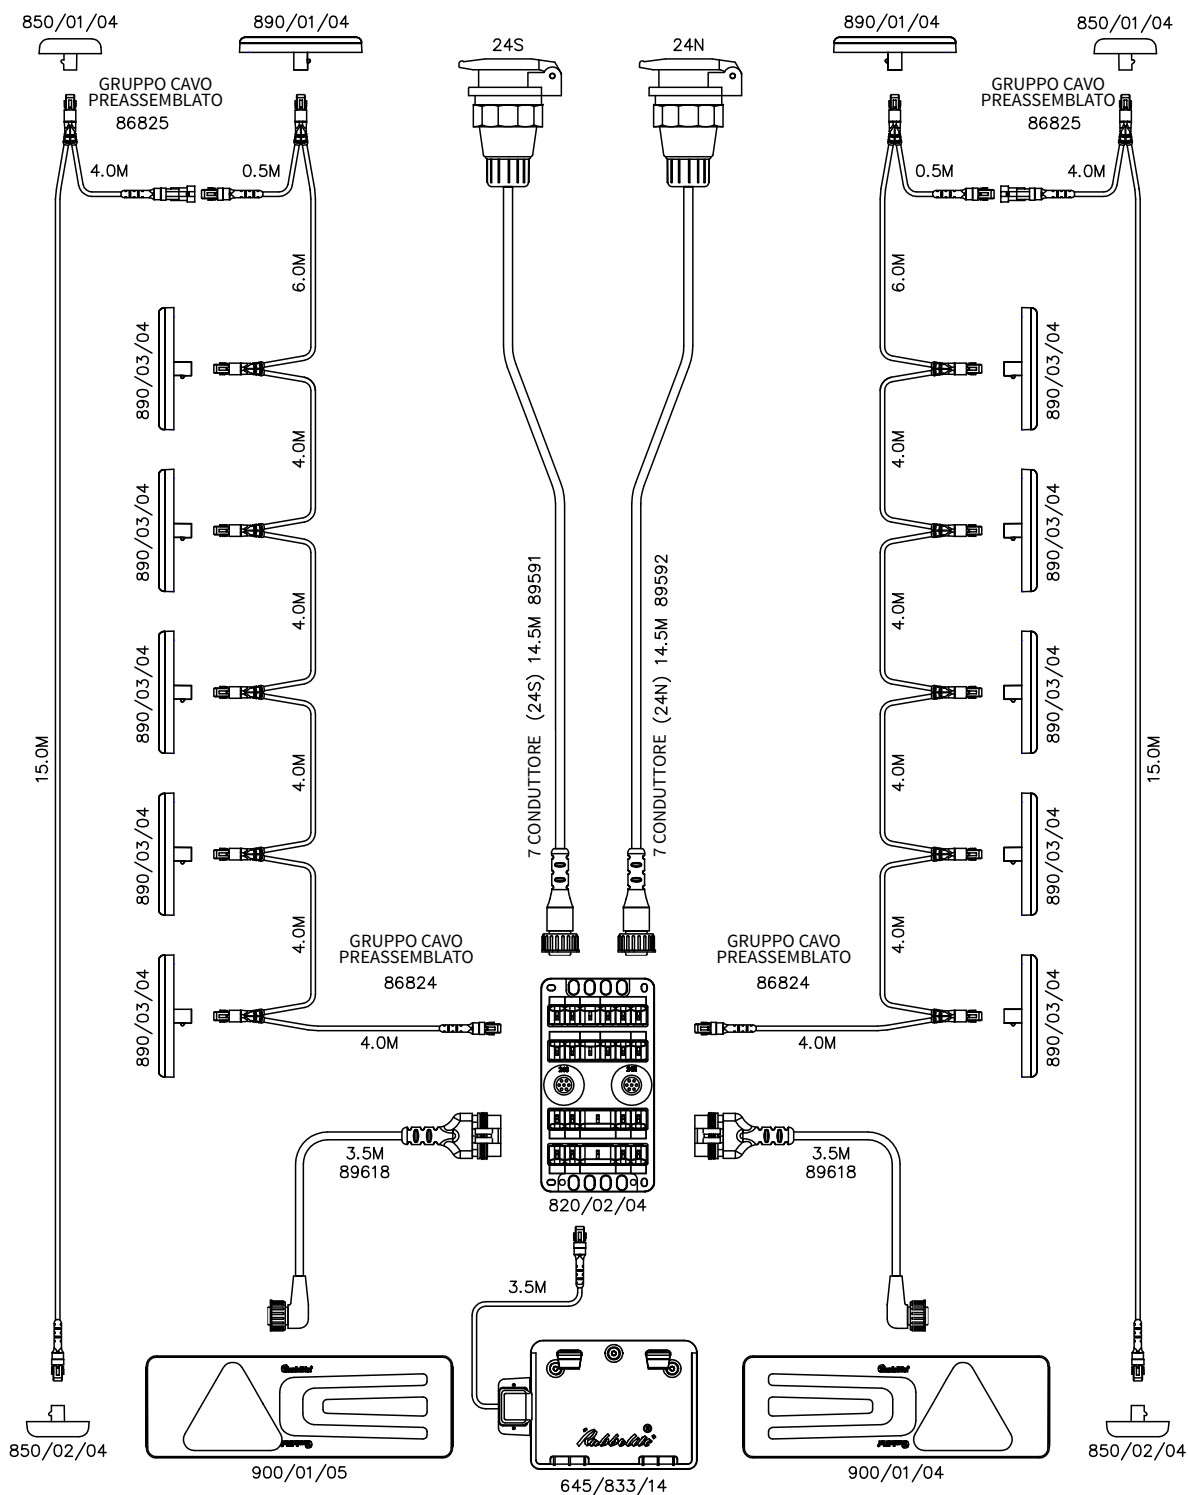 850/01/04
890/01/04
24S
24N
890/01/04
850/01/04
GRUPPO CAVO
PREASSEMBLATO
86825
GRUPPO CAVO
PREASSEMBLATO
86825
4.0M
0.5M
0.5M
4.0M
6.0M
6.0M
890/03/04
890/03/04
4.0M
4.0M
890/03/04
890/03/04
4.0M
4.0M
7 CONDUTTORE (24S) 14.5M 89591
7 CONDUTTORE (24N) 14.5M 89592
890/03/04
890/03/04
15.0M
15.0M
4.0M
4.0M
890/03/04
890/03/04
4.0M
4.0M
GRUPPO CAVO
PREASSEMBLATO
86824
GRUPPO CAVO
PREASSEMBLATO
86824
890/03/04
890/03/04
4.0M
4.0M
24S
24N
3.5M
89618
3.5M
89618
820/02/04
3.5M
Rubbolite
850/02/04
900/01/05
645/833/14
900/01/04
850/02/04